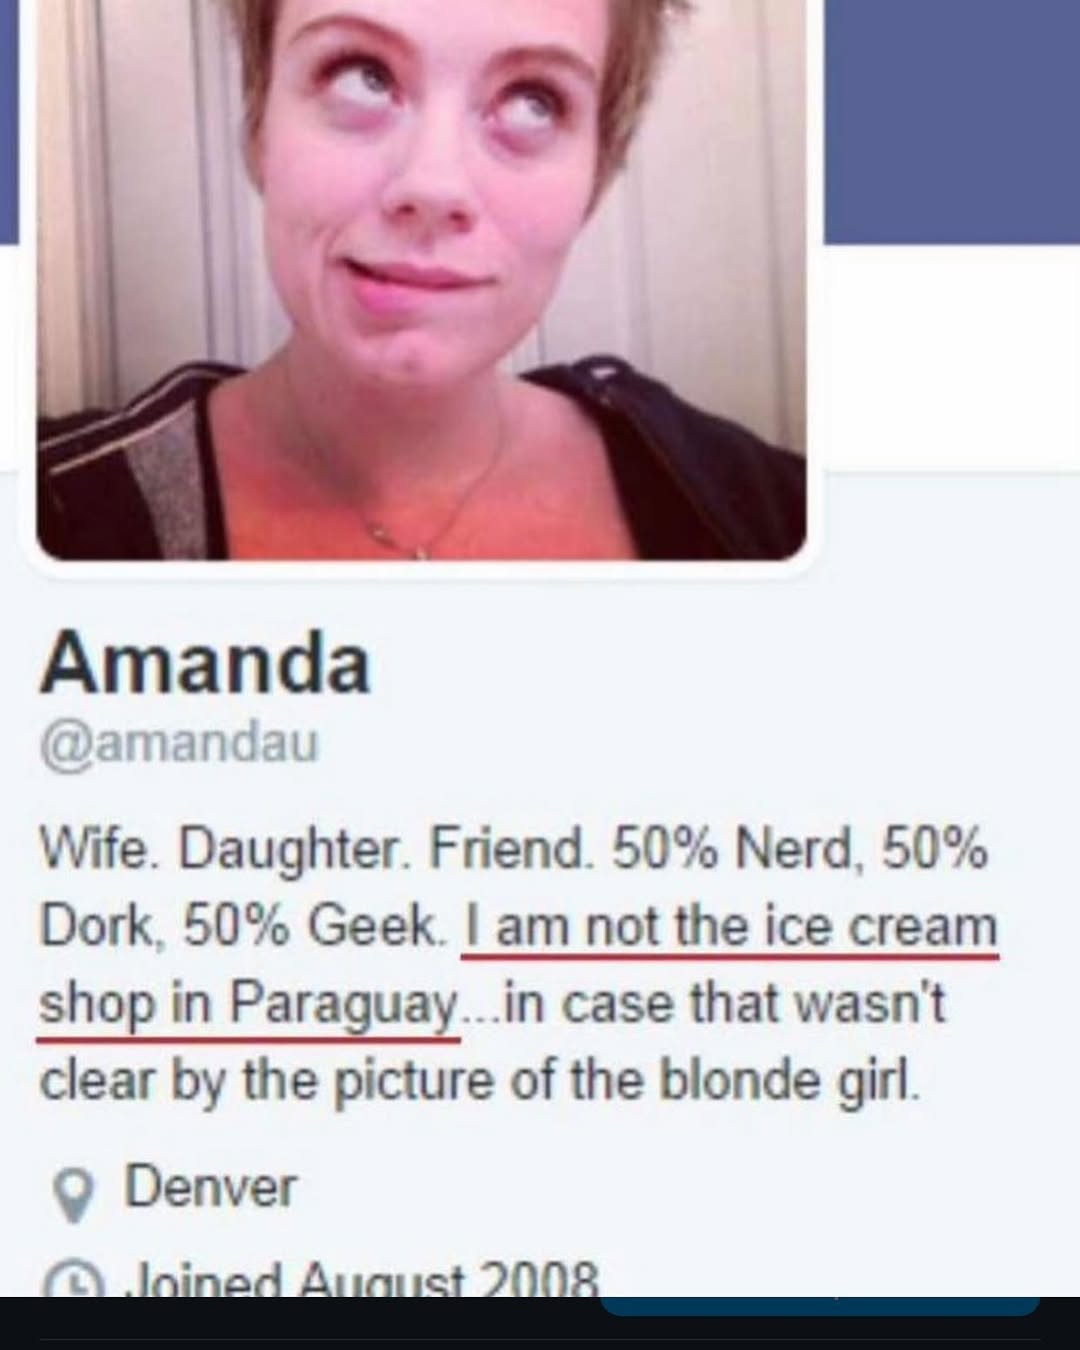 Amanda
@amandau
Wife. Daughter. Friend. 50% Nerd, 50%
Dork, 50% Geek. I am not the ice cream
shop in Paraguay...in case that wasn't
clear by the picture of the blonde girl.
Denver
Joined August 2008